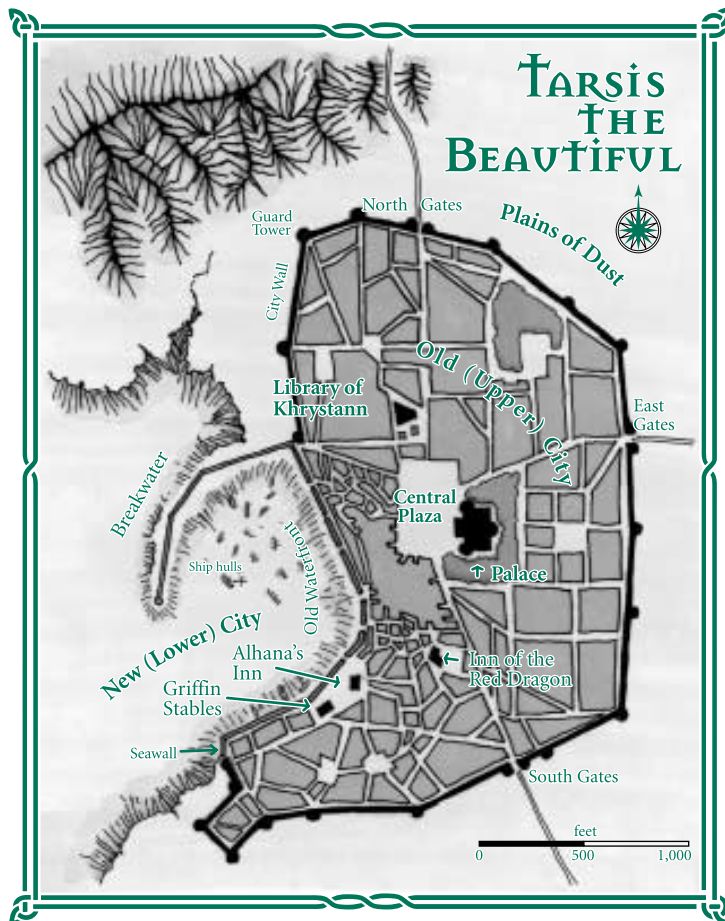 TARSIS
THE
BEAUTIFUL
North Gates
Guard
Tower
Plains of Dust
City Wall
Old (Upper) City
Library of
Khrystann
East
Gates
Breakwater
Central
Plaza
Old Waterfront
Ship hulls
Palace
New (Lower) City
Alhana's
Inn
Inn of the
Red Dragon
Griffin
Stables
Seawall
South Gates
feet
0 500 1,000